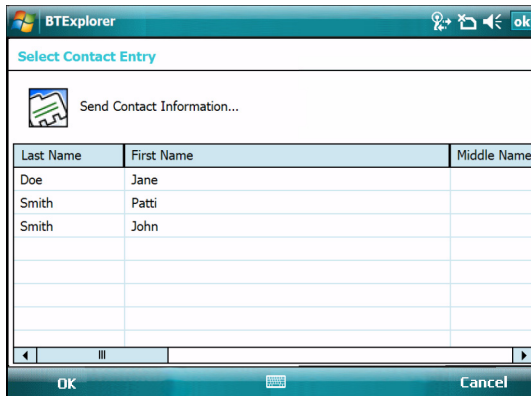 BTExplorer ok
Select Contact Entry
Send Contact Information...
Last Name First Name Middle Name
Doe Jane
Smith Patti
Smith John
OK Cancel